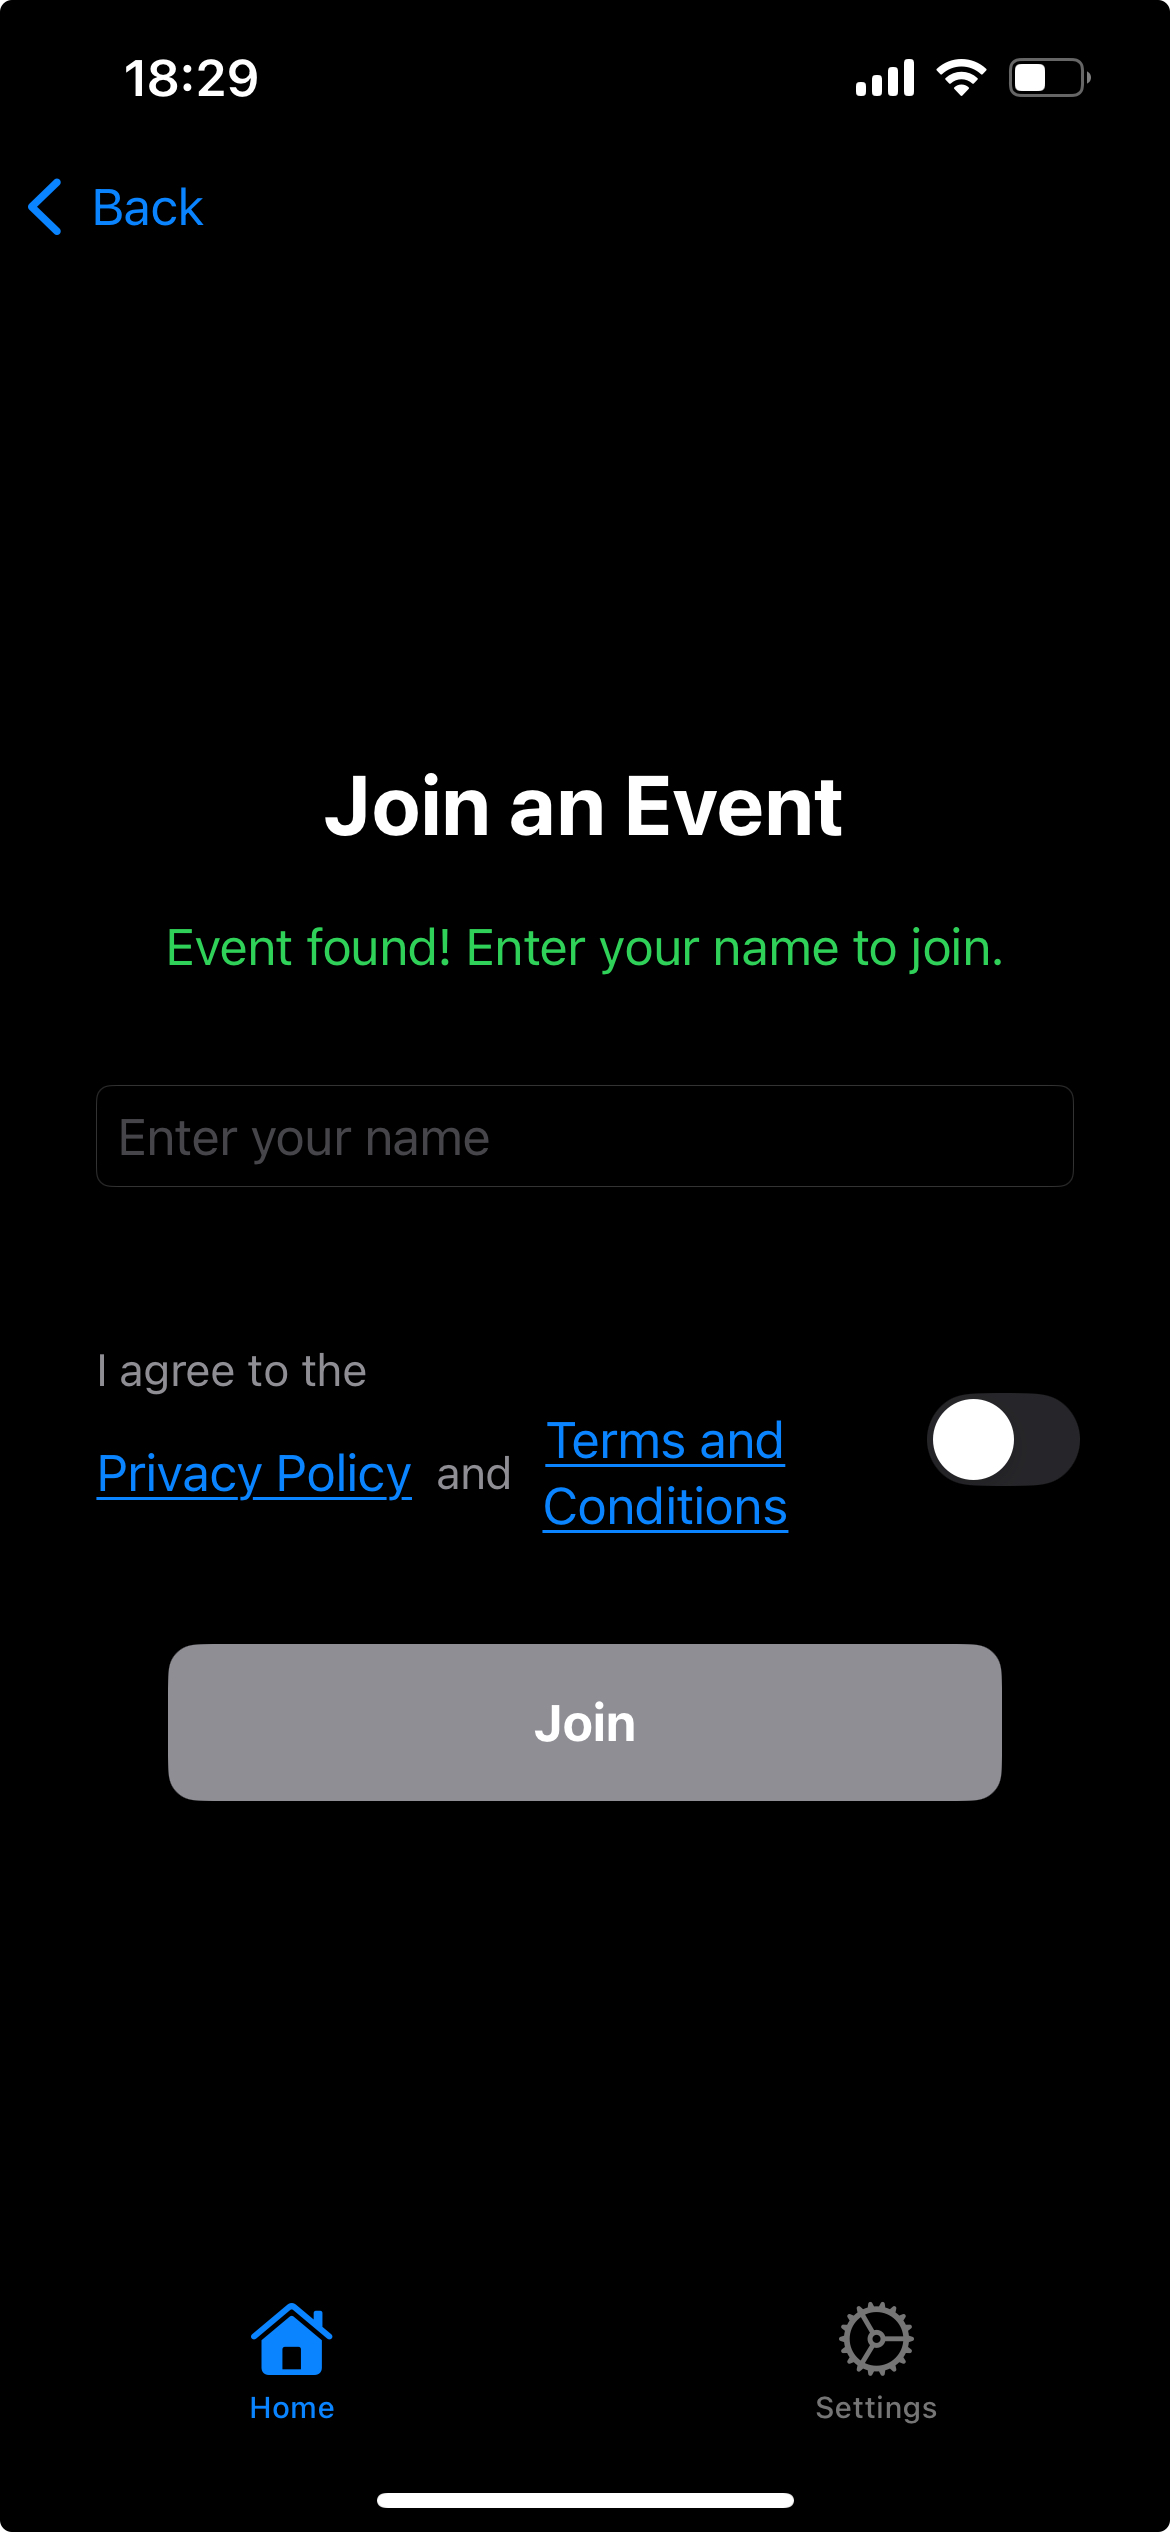 18:29
Back
Join an Event
Event found! Enter your name to join.
Enter your name
I agree to the
Privacy Policy and Terms and
Conditions
Join
Home
Settings